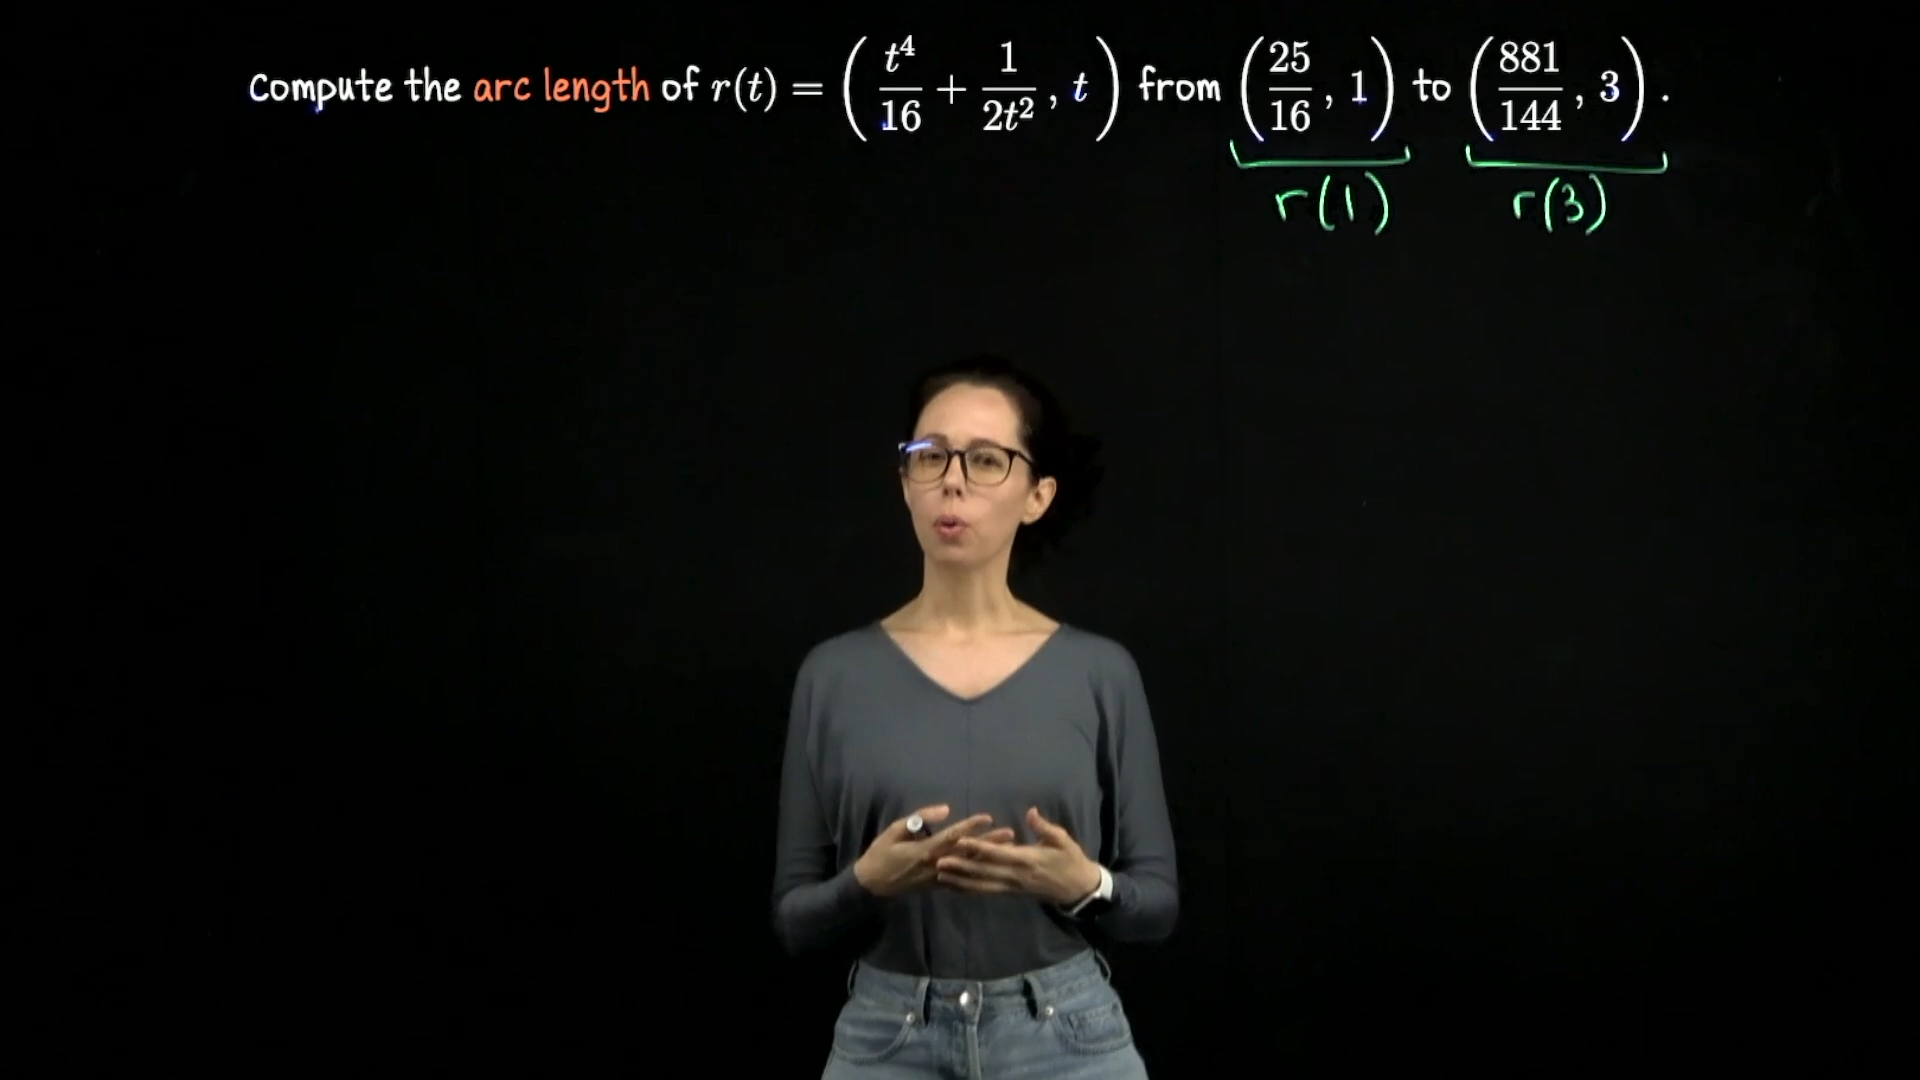 Compute the arc length of r(t) = ( t⁴/16 + 1/2t² , t ) from ( 25/16 , 1 ) to ( 881/144 , 3 ) .
r(1) r(3)